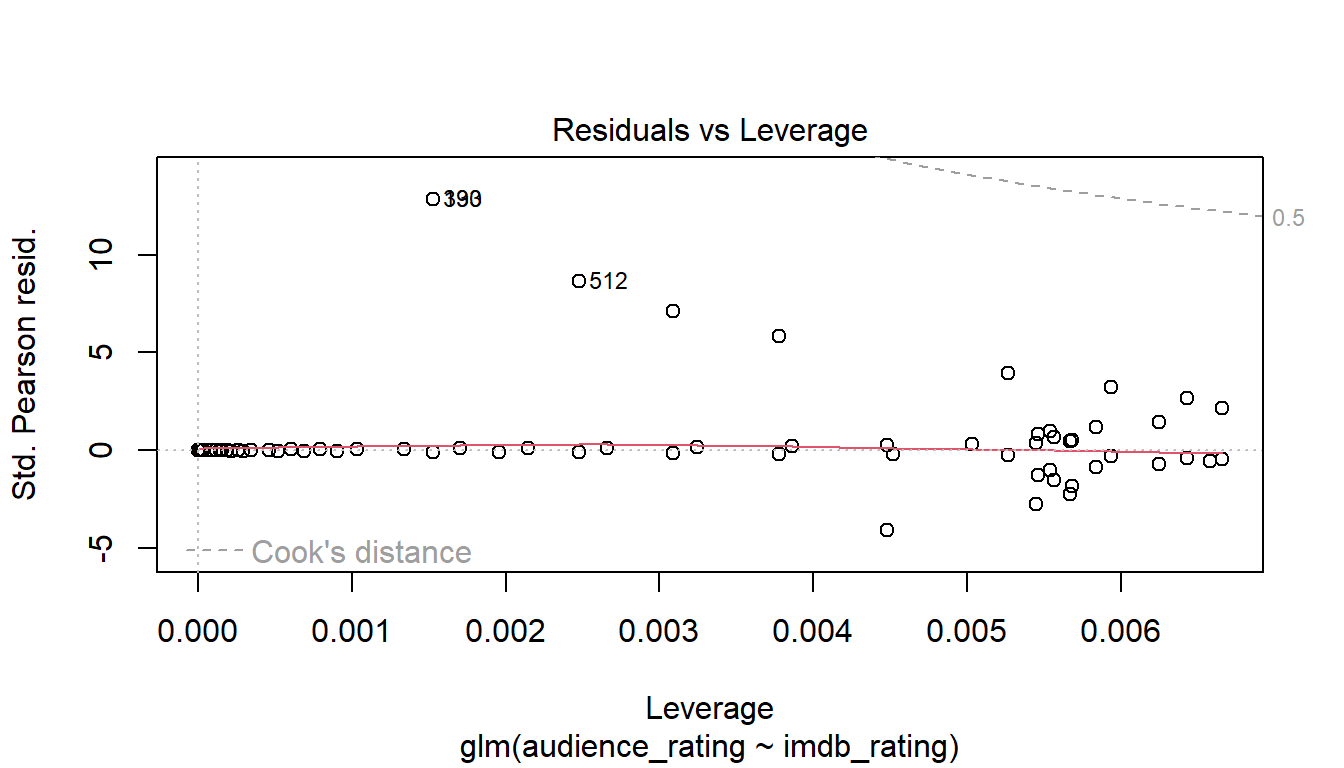 Residuals vs Leverage
Std. Pearson resid.
10
5
0
-5
512
0.5
Cook's distance
0.000 0.001 0.002 0.003 0.004 0.005 0.006
Leverage
glm(audience_rating ~ imdb_rating)